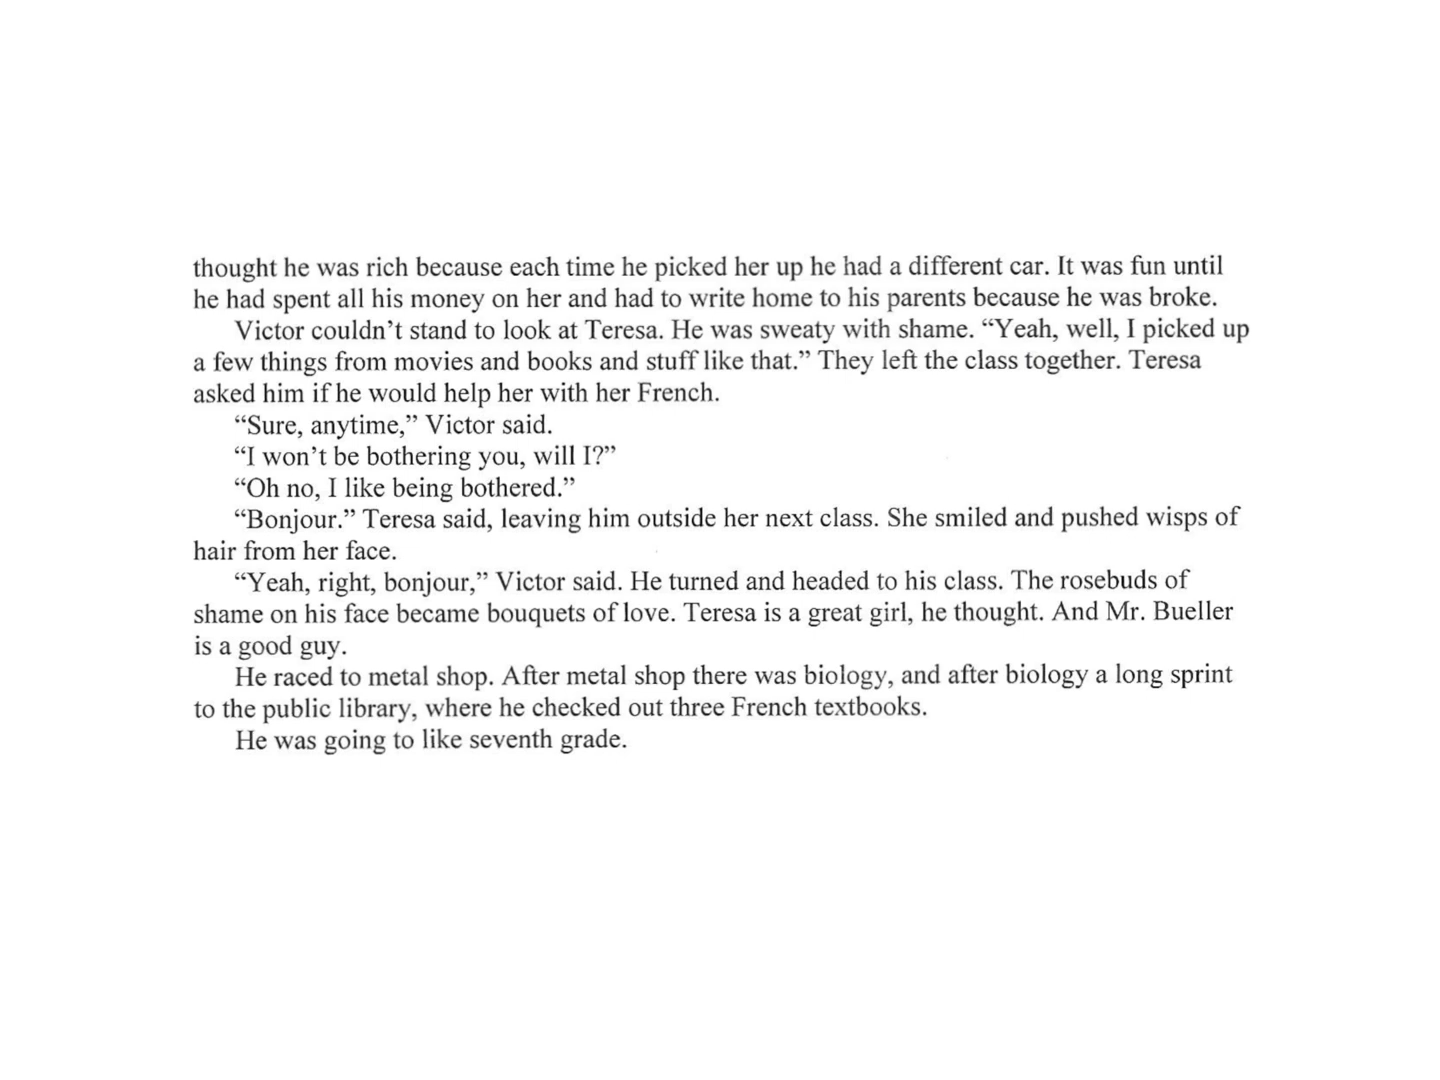 thought he was rich because each time he picked her up he had a different car. It was fun until
he had spent all his money on her and had to write home to his parents because he was broke.
Victor couldn’t stand to look at Teresa. He was sweaty with shame. “Yeah, well, I picked up
a few things from movies and books and stuff like that.” They left the class together. Teresa
asked him if he would help her with her French.
“Sure, anytime,” Victor said.
“I won’t be bothering you, will I?”
“Oh no, I like being bothered.”
“Bonjour.” Teresa said, leaving him outside her next class. She smiled and pushed wisps of
hair from her face.
“Yeah, right, bonjour,” Victor said. He turned and headed to his class. The rosebuds of
shame on his face became bouquets of love. Teresa is a great girl, he thought. And Mr. Bueller
is a good guy.
He raced to metal shop. After metal shop there was biology, and after biology a long sprint
to the public library, where he checked out three French textbooks.
He was going to like seventh grade.